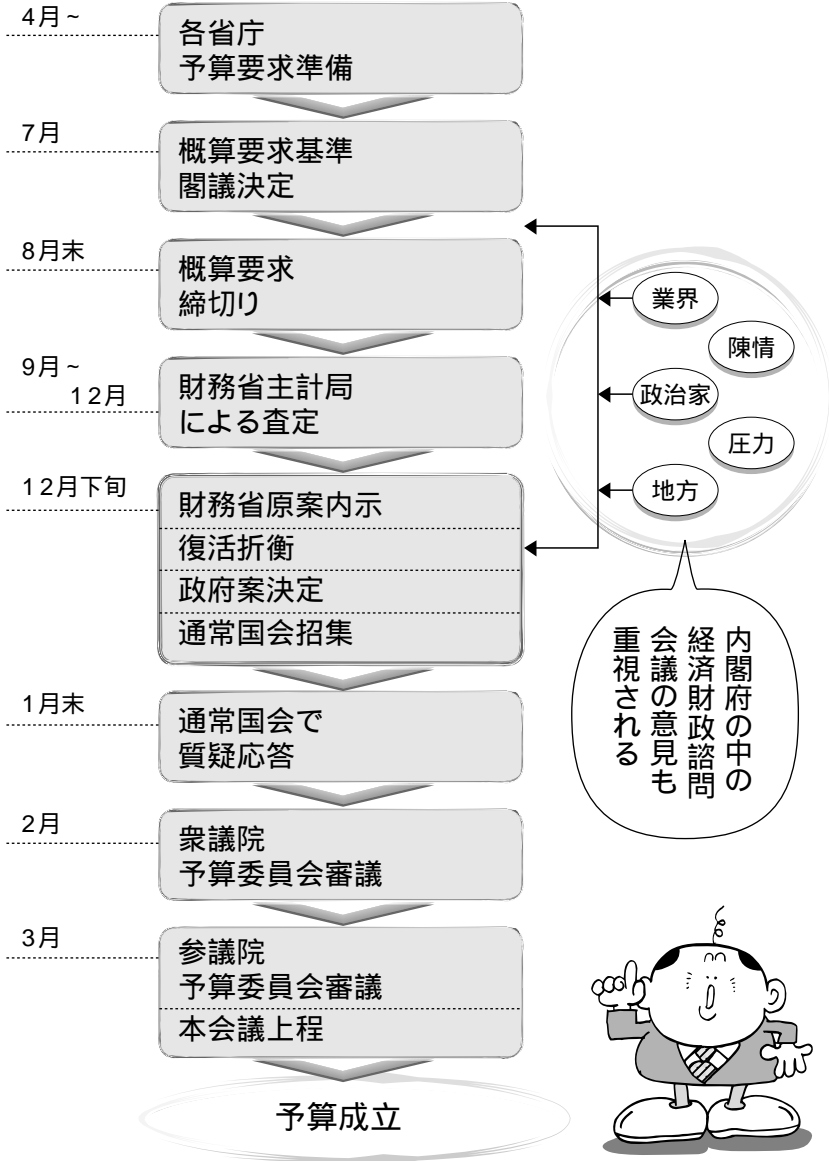 4月~
各省庁
予算要求準備
7月
概算要求基準
閣議決定
8月末
概算要求
締切り
9月~
12月
財務省主計局
による査定
12月下旬
財務省原案内示
復活折衝
政府案決定
通常国会招集
1月末
通常国会で
質疑応答
2月
衆議院
予算委員会審議
3月
参議院
予算委員会審議
本会議上程
予算成立
業界
陳情
政治家
圧力
地方
内閣府の中の
経済財政諮問
会議の意見も
重視される